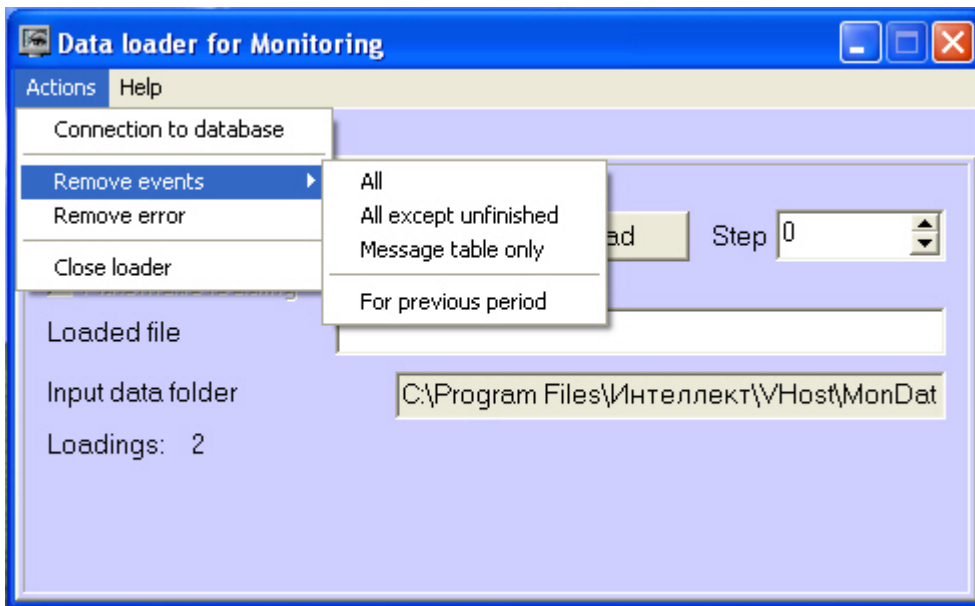 Data loader for Monitoring
Actions Help
Connection to database
Remove events
Remove error
Close loader
All
All except unfinished
Message table only
For previous period
Step 0
Loaded file
Input data folder C:\Program Files\Интеллект\VHost\MonDat
Loadings: 2